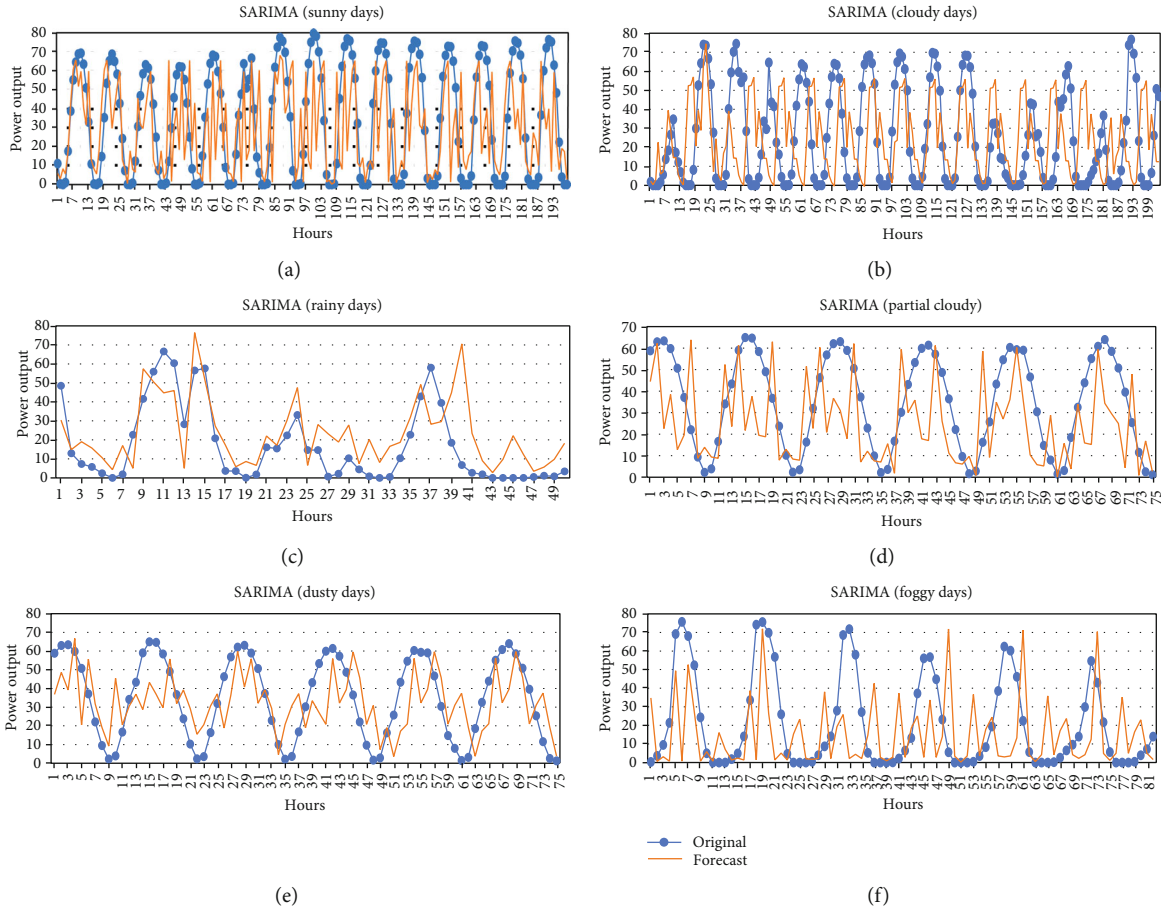 SARIMA (sunny days)
80
70
60
50
40
30
20
10
0
Power output
1 7 13 19 25 31 37 43 49 55 61 67 73 79 85 91 97 103 109 115 121 127 133 139 145 151 157 163 169 175 181 187 193
Hours
(a)
SARIMA (cloudy days)
80
70
60
50
40
30
20
10
0
Power output
1 7 13 19 25 31 37 43 49 55 61 67 73 79 85 91 97 103 109 115 121 127 133 139 145 151 157 163 169 175 181 187 193 199
Hours
(b)
SARIMA (rainy days)
80
70
60
50
40
30
20
10
0
Power output
1 3 5 7 9 11 13 15 17 19 21 23 25 27 29 31 33 35 37 39 41 43 45 47 49
Hours
(c)
SARIMA (partial cloudy)
70
60
50
40
30
20
10
0
Power output
1 3 5 7 9 11 13 15 17 19 21 23 25 27 29 31 33 35 37 39 41 43 45 47 49 51 53 55 57 59 61 63 65 67 69 71 73 75
Hours
(d)
SARIMA (dusty days)
80
70
60
50
40
30
20
10
0
Power output
1 3 5 7 9 11 13 15 17 19 21 23 25 27 29 31 33 35 37 39 41 43 45 47 49 51 53 55 57 59 61 63 65 67 69 71 73 75
Hours
(e)
SARIMA (foggy days)
80
70
60
50
40
30
20
10
0
Power output
1 3 5 7 9 11 13 15 17 19 21 23 25 27 29 31 33 35 37 39 41 43 45 47 49 51 53 55 57 59 61 63 65 67 69 71 73 75 77 79 81
Hours
Original
Forecast
(f)